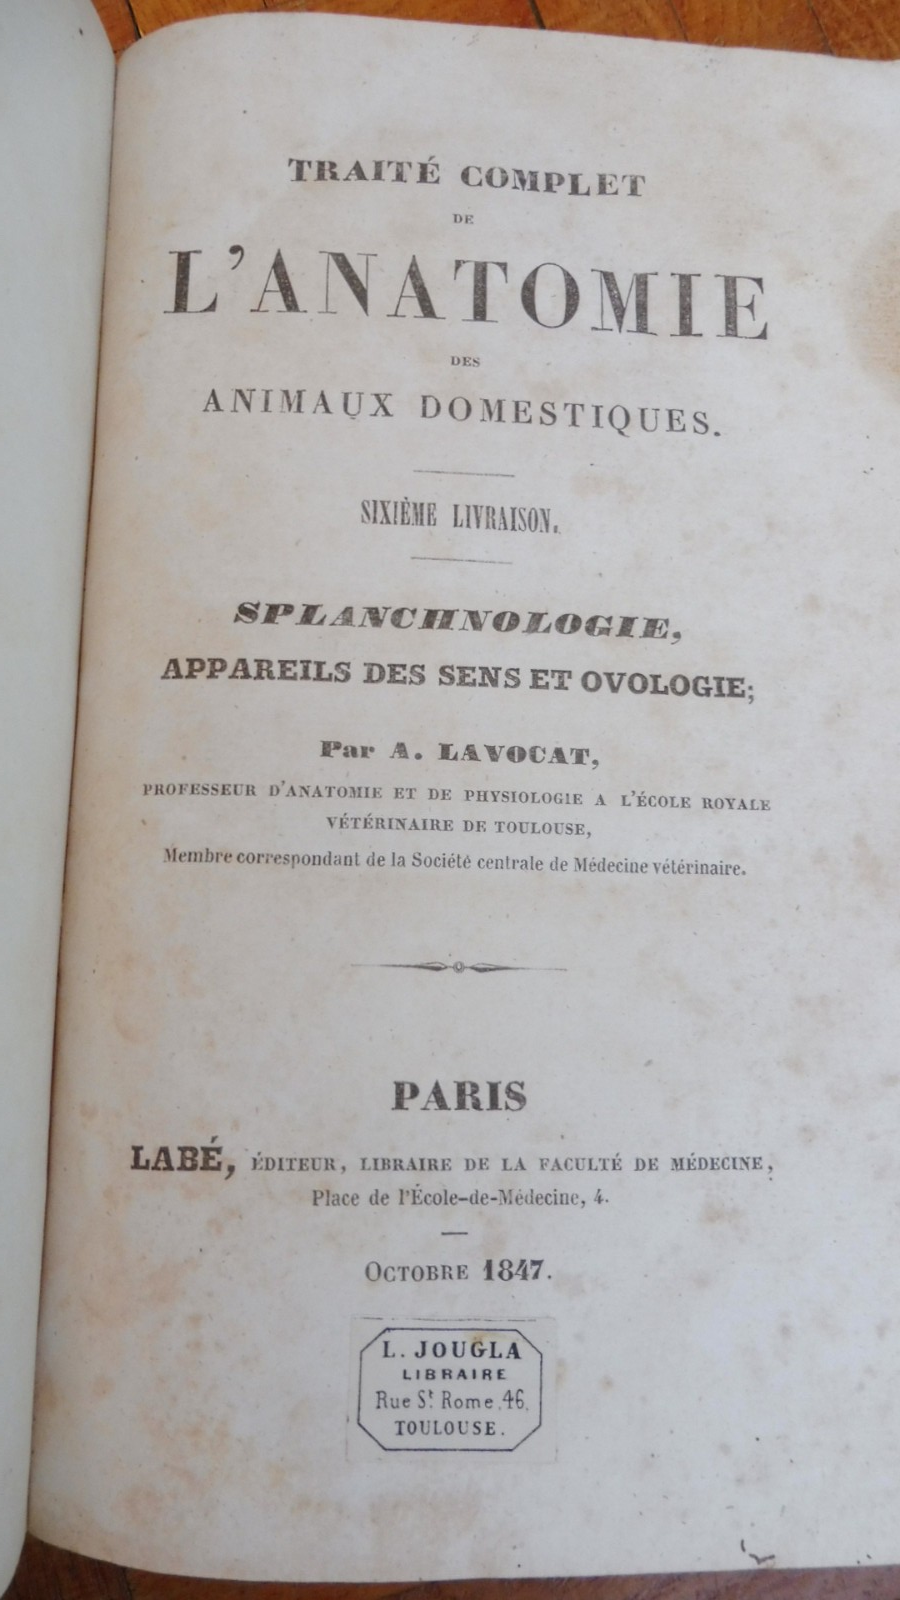 TRAITÉ COMPLET
DE
L'ANATOMIE
DES
ANIMAUX DOMESTIQUES.
SIXIÈME LIVRAISON.
SPLANCHNOLOGIE,
APPAREILS DES SENS ET OVOLOGIE;
Par A. LAVOCAT,
PROFESSEUR D'ANATOMIE ET DE PHYSIOLOGIE A L'ÉCOLE ROYALE
VÉTÉRINAIRE DE TOULOUSE,
Membre correspondant de la Société centrale de Médecine vétérinaire.
PARIS
LABÉ, ÉDITEUR, LIBRAIRE DE LA FACULTÉ DE MÉDECINE,
Place de l'École-de-Médecine, 4.
OCTOBRE 1847.
L. JOUGLA
LIBRAIRE
Rue St. Rome. 46.
TOULOUSE.